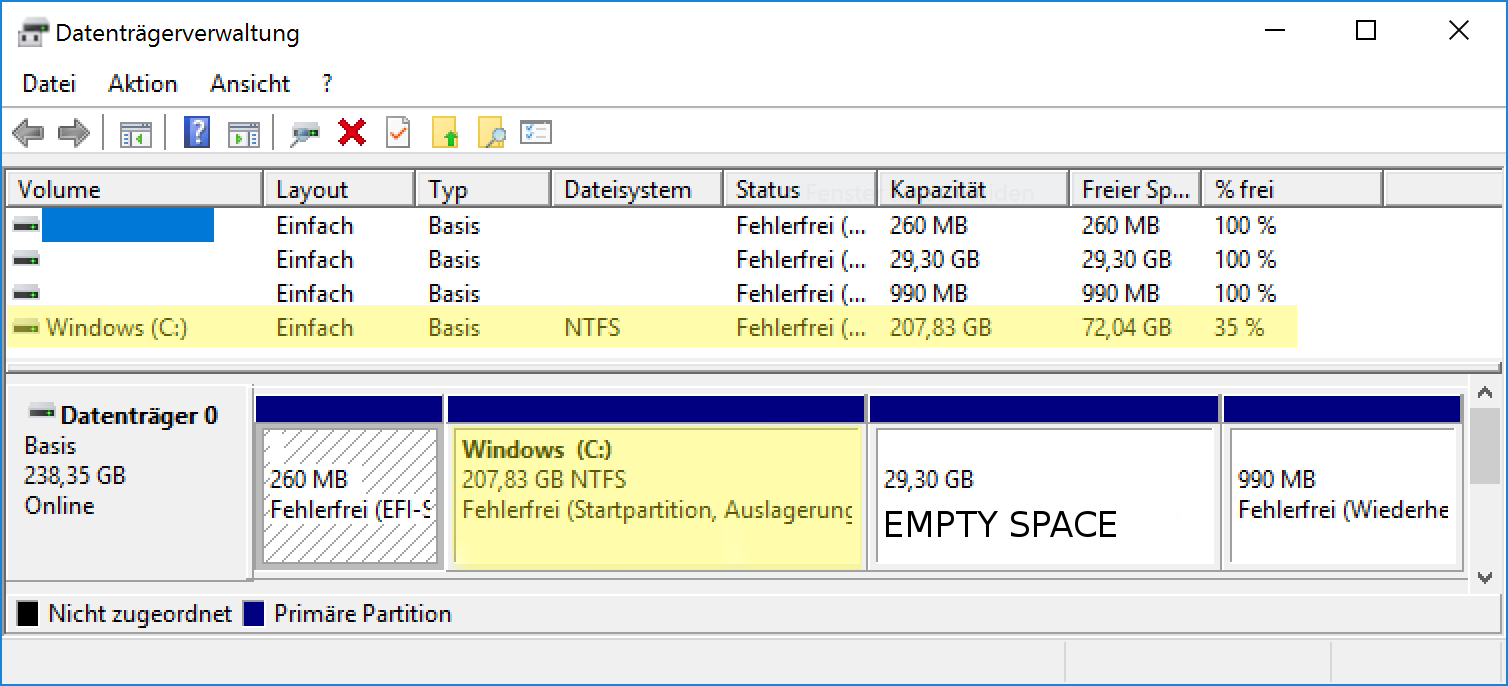 Datenträgerverwaltung
Datei Aktion Ansicht ?
Volume Layout Typ Dateisystem Status Kapazität Freier Sp... % frei
Einfach Basis Fehlerfrei (... 260 MB 260 MB 100 %
Einfach Basis Fehlerfrei (... 29,30 GB 29,30 GB 100 %
Einfach Basis Fehlerfrei (... 990 MB 990 MB 100 %
Windows (C:) Einfach Basis NTFS Fehlerfrei (... 207,83 GB 72,04 GB 35 %
Datenträger 0
Basis
238,35 GB
Online
260 MB
Fehlerfrei (EFI-S
Windows (C:)
207,83 GB NTFS
Fehlerfrei (Startpartition, Auslagerung
29,30 GB
EMPTY SPACE
990 MB
Fehlerfrei (Wiederhe
Nicht zugeordnet Primäre Partition